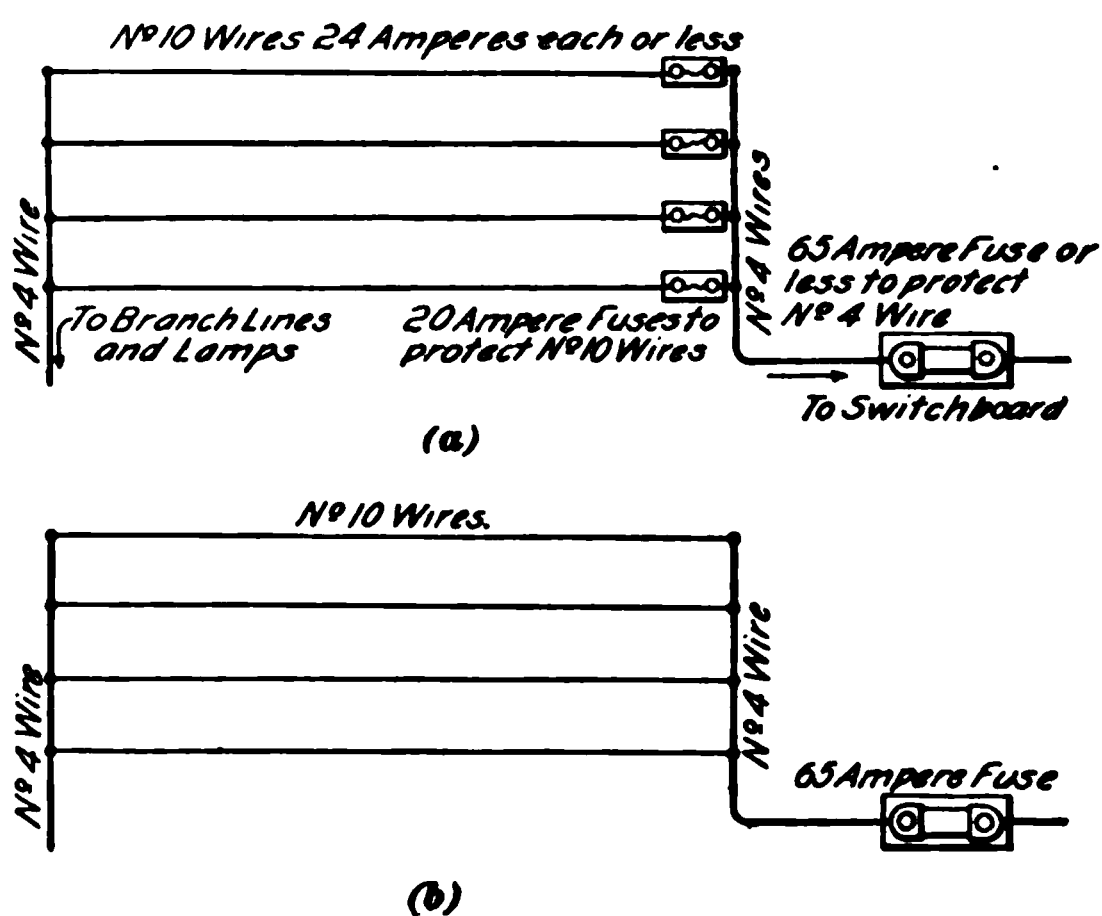 Nº 10 Wires 24 Amperes each or less
Nº 4 Wire
Nº 4 Wires
65 Ampere Fuse or
less to protect
Nº 4 Wire
To Branch Lines
and Lamps
20 Ampere Fuses to
protect Nº 10 Wires
To Switchboard
(a)
Nº 10 Wires.
Nº 4 Wire
Nº 4 Wire
65 Ampere Fuse
(b)